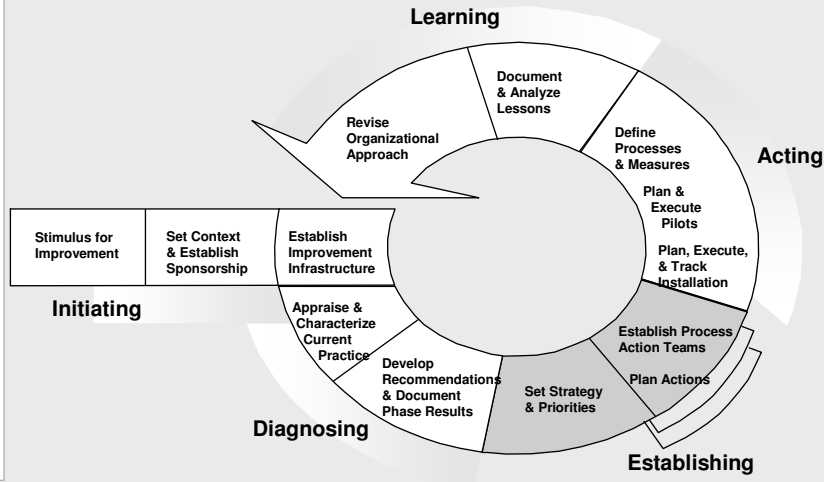 Learning
Document
& Analyze
Lessons
Revise
Organizational
Approach
Define
Processes
& Measures
Acting
Plan &
Execute
Pilots
Plan, Execute,
& Track
Installation
Stimulus for
Improvement
Set Context
& Establish
Sponsorship
Establish
Improvement
Infrastructure
Initiating
Appraise &
Characterize
Current
Practice
Develop
Recommendations
& Document
Phase Results
Diagnosing
Set Strategy
& Priorities
Establish Process
Action Teams
Plan Actions
Establishing